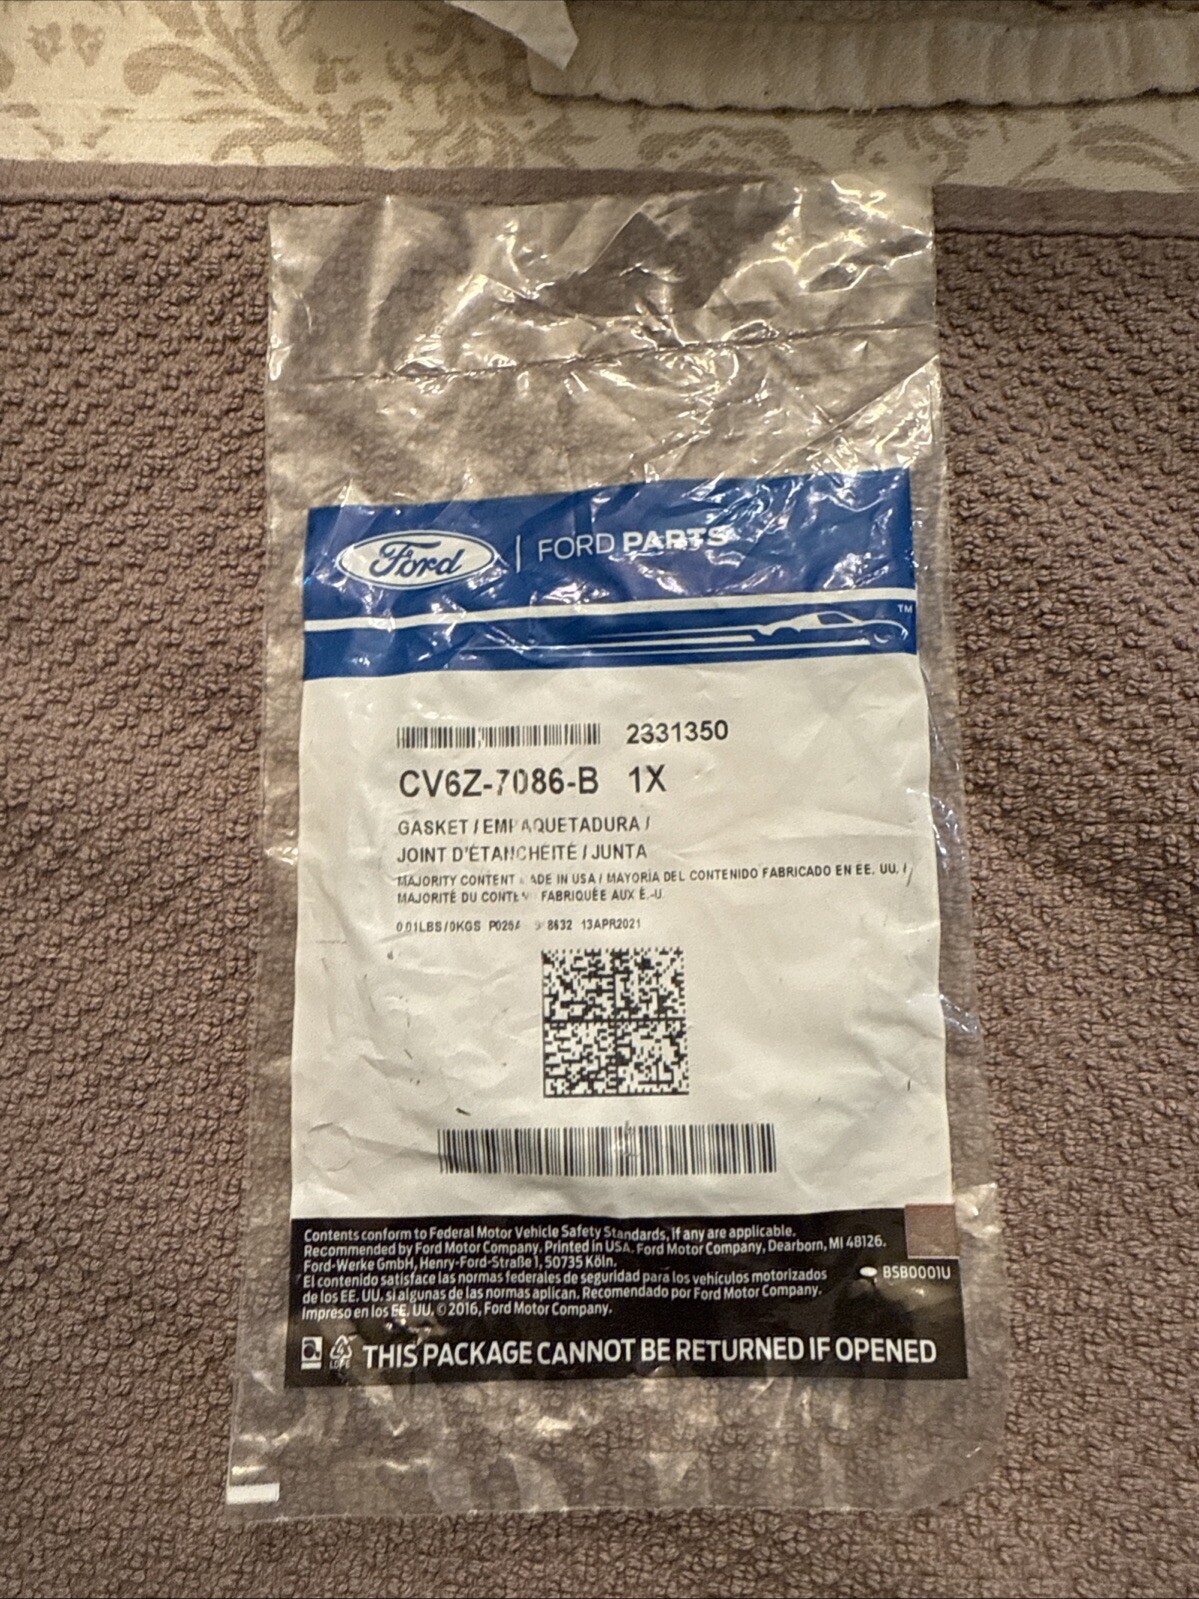 Ford | FORD PARTS
TM
2331350
CV6Z-7086-B 1X
GASKET / EMPAQUETADURA /
JOINT D'ÉTANCHEITÉ / JUNTA
MAJORITY CONTENT MADE IN USA / MAYORÍA DEL CONTENIDO FABRICADO EN EE. UU. /
MAJORITÉ DU CONTENU FABRIQUÉE AUX É.-U.
0.01LBS/0KGS 8632 13APR2021
Contents conform to Federal Motor Vehicle Safety Standards, if any are applicable.
Recommended by Ford Motor Company. Printed in USA. Ford Motor Company, Dearborn, MI 48126.
Ford-Werke GmbH, Henry-Ford-Straße 1, 50735 Köln.
El contenido satisface las normas federales de seguridad para los vehículos motorizados
de los EE. UU. si algunas de las normas aplican. Recomendado por Ford Motor Company.
Impreso en los EE. UU. © 2016, Ford Motor Company.
BSB0001U
4
LDPE
THIS PACKAGE CANNOT BE RETURNED IF OPENED